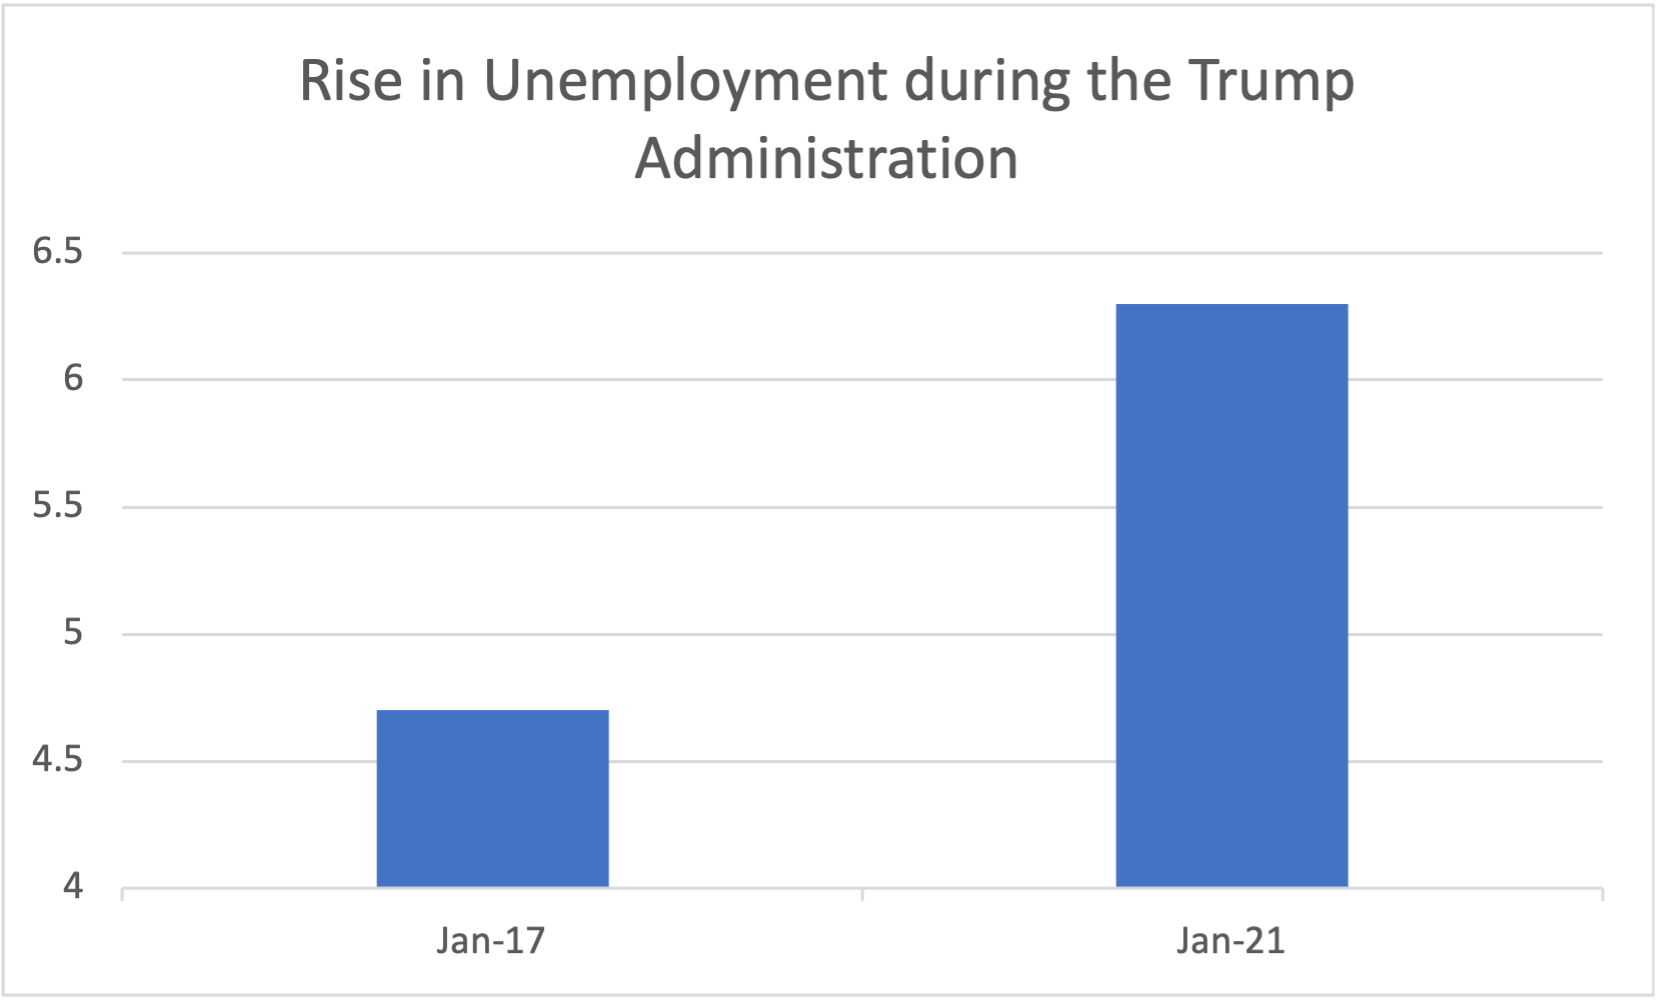 Rise in Unemployment during the Trump
Administration
6.5
6
5.5
5
4.5
4
Jan-17
Jan-21